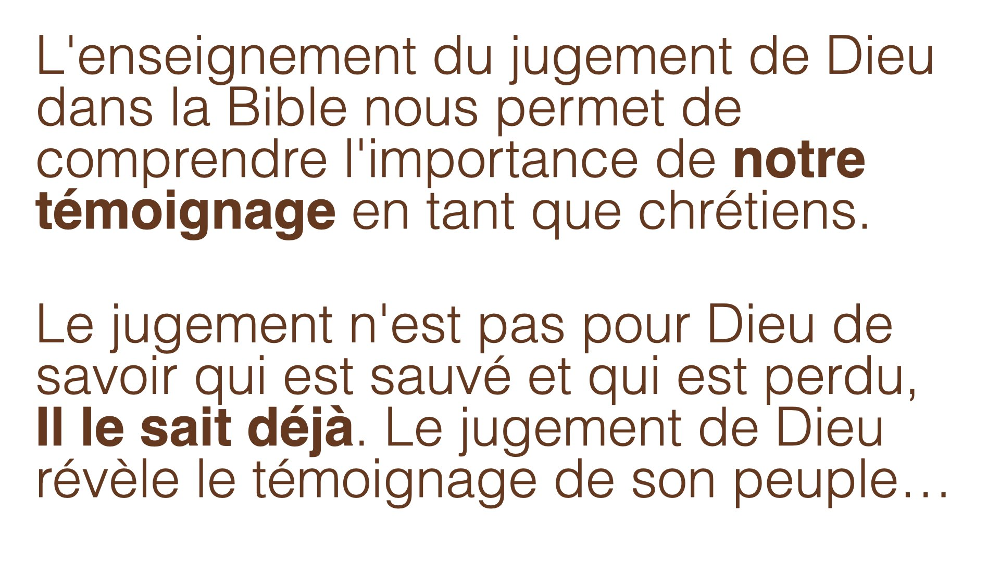 L'enseignement du jugement de Dieu
dans la Bible nous permet de
comprendre l'importance de notre
témoignage en tant que chrétiens.
Le jugement n'est pas pour Dieu de
savoir qui est sauvé et qui est perdu,
Il le sait déjà. Le jugement de Dieu
révèle le témoignage de son peuple…